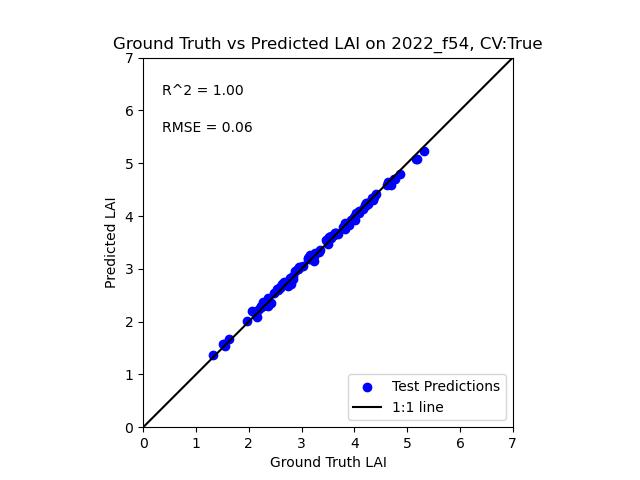 Ground Truth vs Predicted LAI on 2022_f54, CV:True
R^2 = 1.00
RMSE = 0.06
7
6
5
4
3
2
1
0
Predicted LAI
Test Predictions
1:1 line
0 1 2 3 4 5 6 7
Ground Truth LAI